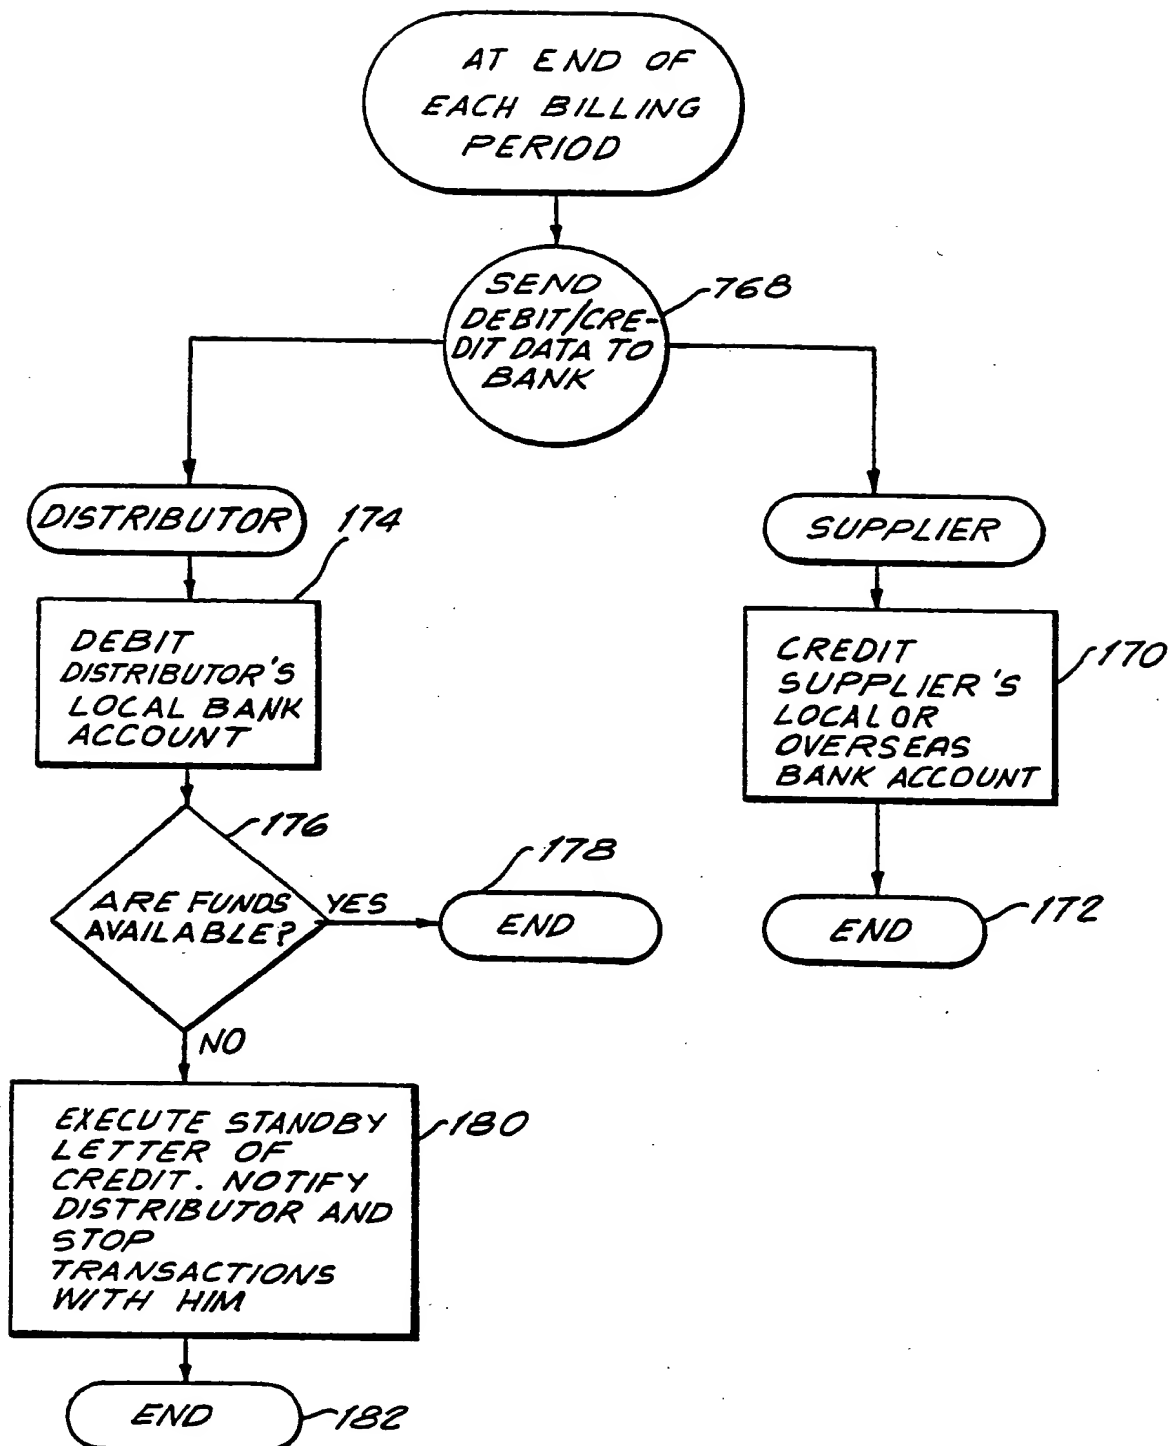 AT END OF
EACH BILLING
PERIOD
SEND
DEBIT/CRE-
DIT DATA TO
BANK
768
DISTRIBUTOR
174
SUPPLIER
DEBIT
DISTRIBUTOR'S
LOCAL BANK
ACCOUNT
CREDIT
SUPPLIER'S
LOCAL OR
OVERSEAS
BANK ACCOUNT
170
176
ARE FUNDS
AVAILABLE?
YES
178
END
END
172
NO
EXECUTE STANDBY
LETTER OF
CREDIT. NOTIFY
DISTRIBUTOR AND
STOP
TRANSACTIONS
WITH HIM
180
END
182